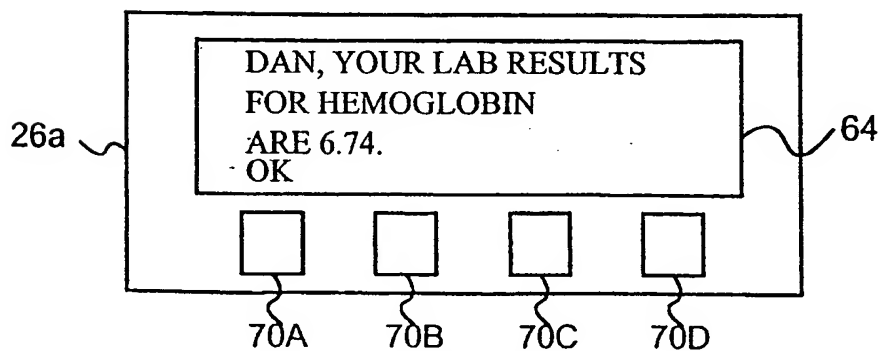 DAN, YOUR LAB RESULTS
FOR HEMOGLOBIN
ARE 6.74.
OK
26a
64
70A 70B 70C 70D